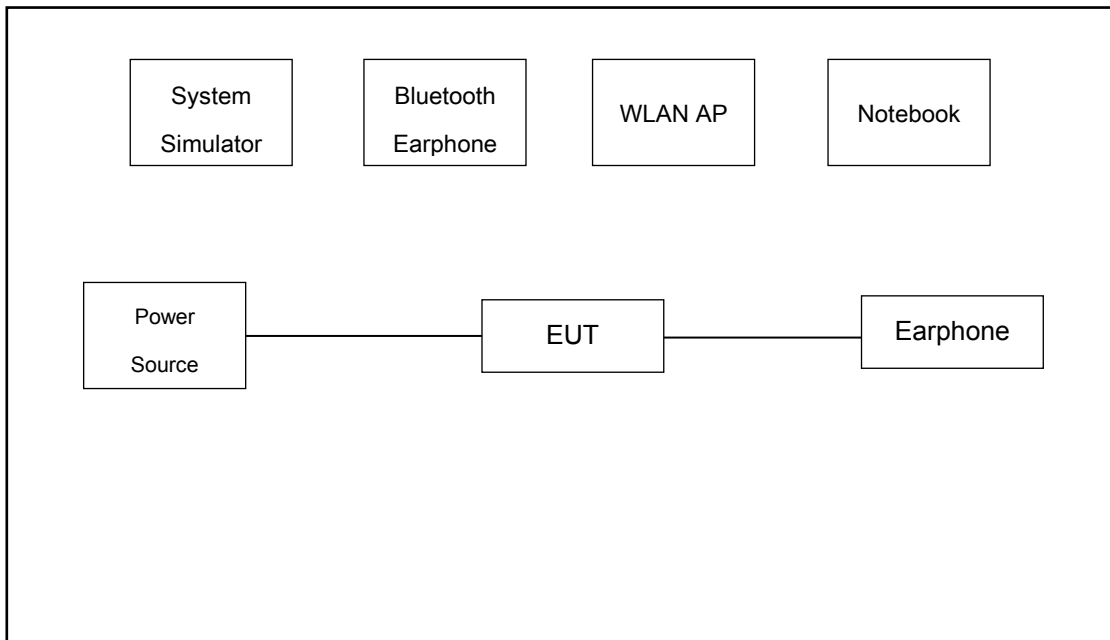 System
Simulator
Bluetooth
Earphone
WLAN AP
Notebook
Power
Source
EUT
Earphone